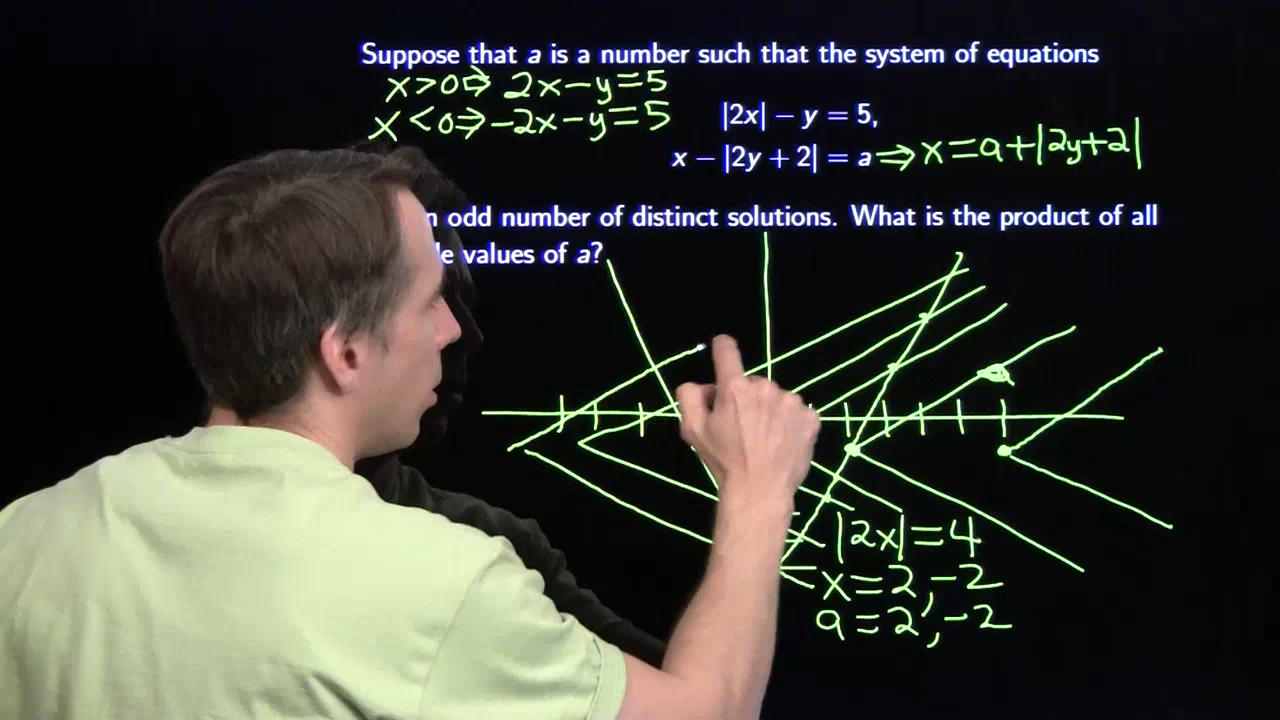 Suppose that a is a number such that the system of equations
x>0⇒ 2x-y=5
x<0⇒-2x-y=5
|2x| − y = 5,
x − |2y + 2| = a ⇒ x=a+|2y+2|
odd number of distinct solutions. What is the product of all
values of a?
|2x|=4
x=2,-2
a=2,-2